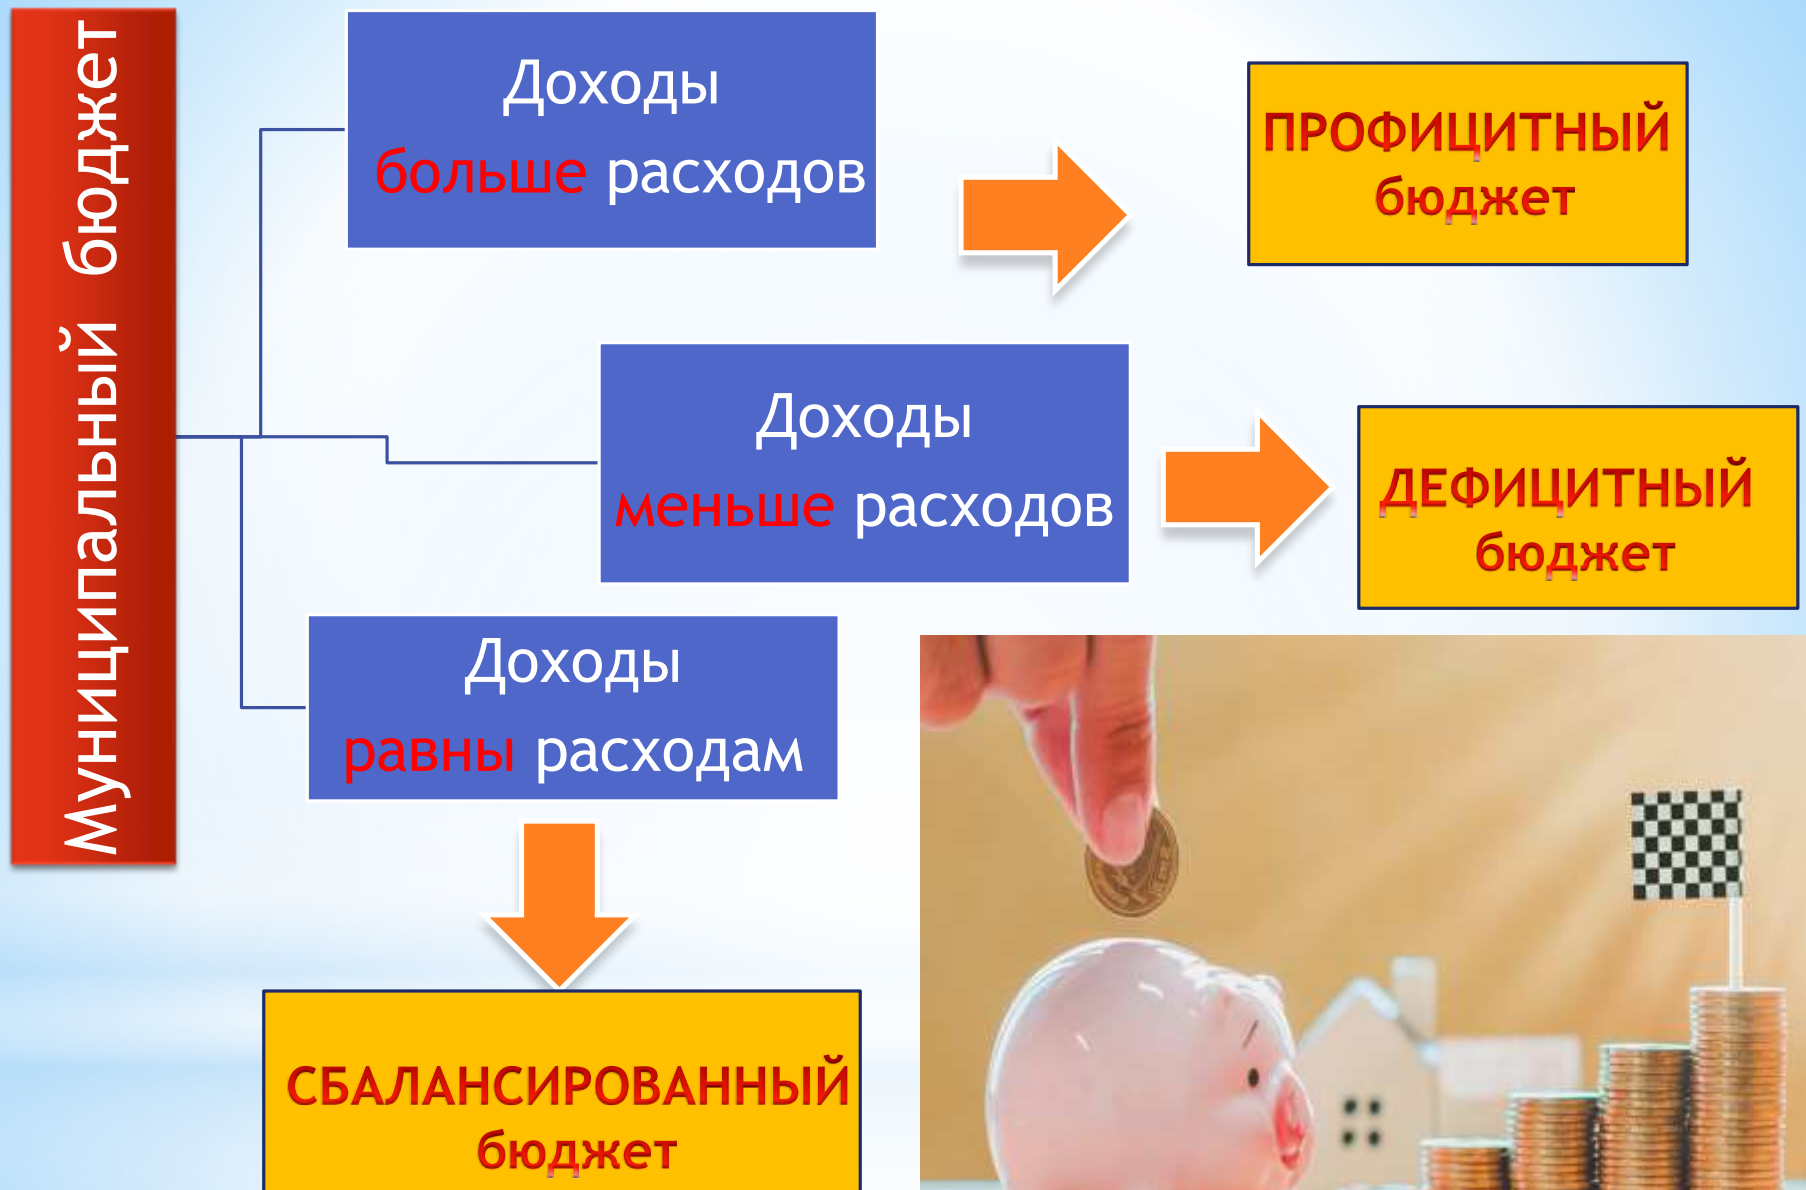 Муниципальный бюджет
Доходы
больше расходов
ПРОФИЦИТНЫЙ
бюджет
Доходы
меньше расходов
ДЕФИЦИТНЫЙ
бюджет
Доходы
равны расходам
СБАЛАНСИРОВАННЫЙ
бюджет